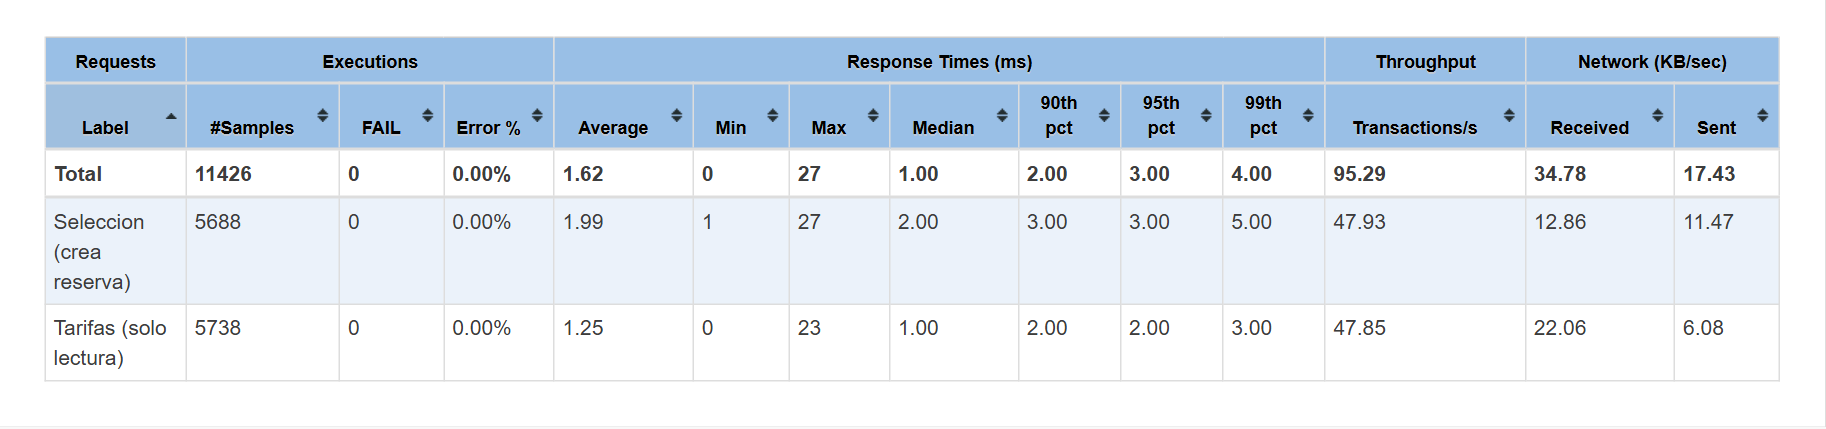 Requests Executions Response Times (ms) Throughput Network (KB/sec)
Label #Samples FAIL Error % Average Min Max Median 90th pct 95th pct 99th pct Transactions/s Received Sent
Total 11426 0 0.00% 1.62 0 27 1.00 2.00 3.00 4.00 95.29 34.78 17.43
Seleccion (crea reserva) 5688 0 0.00% 1.99 1 27 2.00 3.00 3.00 5.00 47.93 12.86 11.47
Tarifas (solo lectura) 5738 0 0.00% 1.25 0 23 1.00 2.00 2.00 3.00 47.85 22.06 6.08